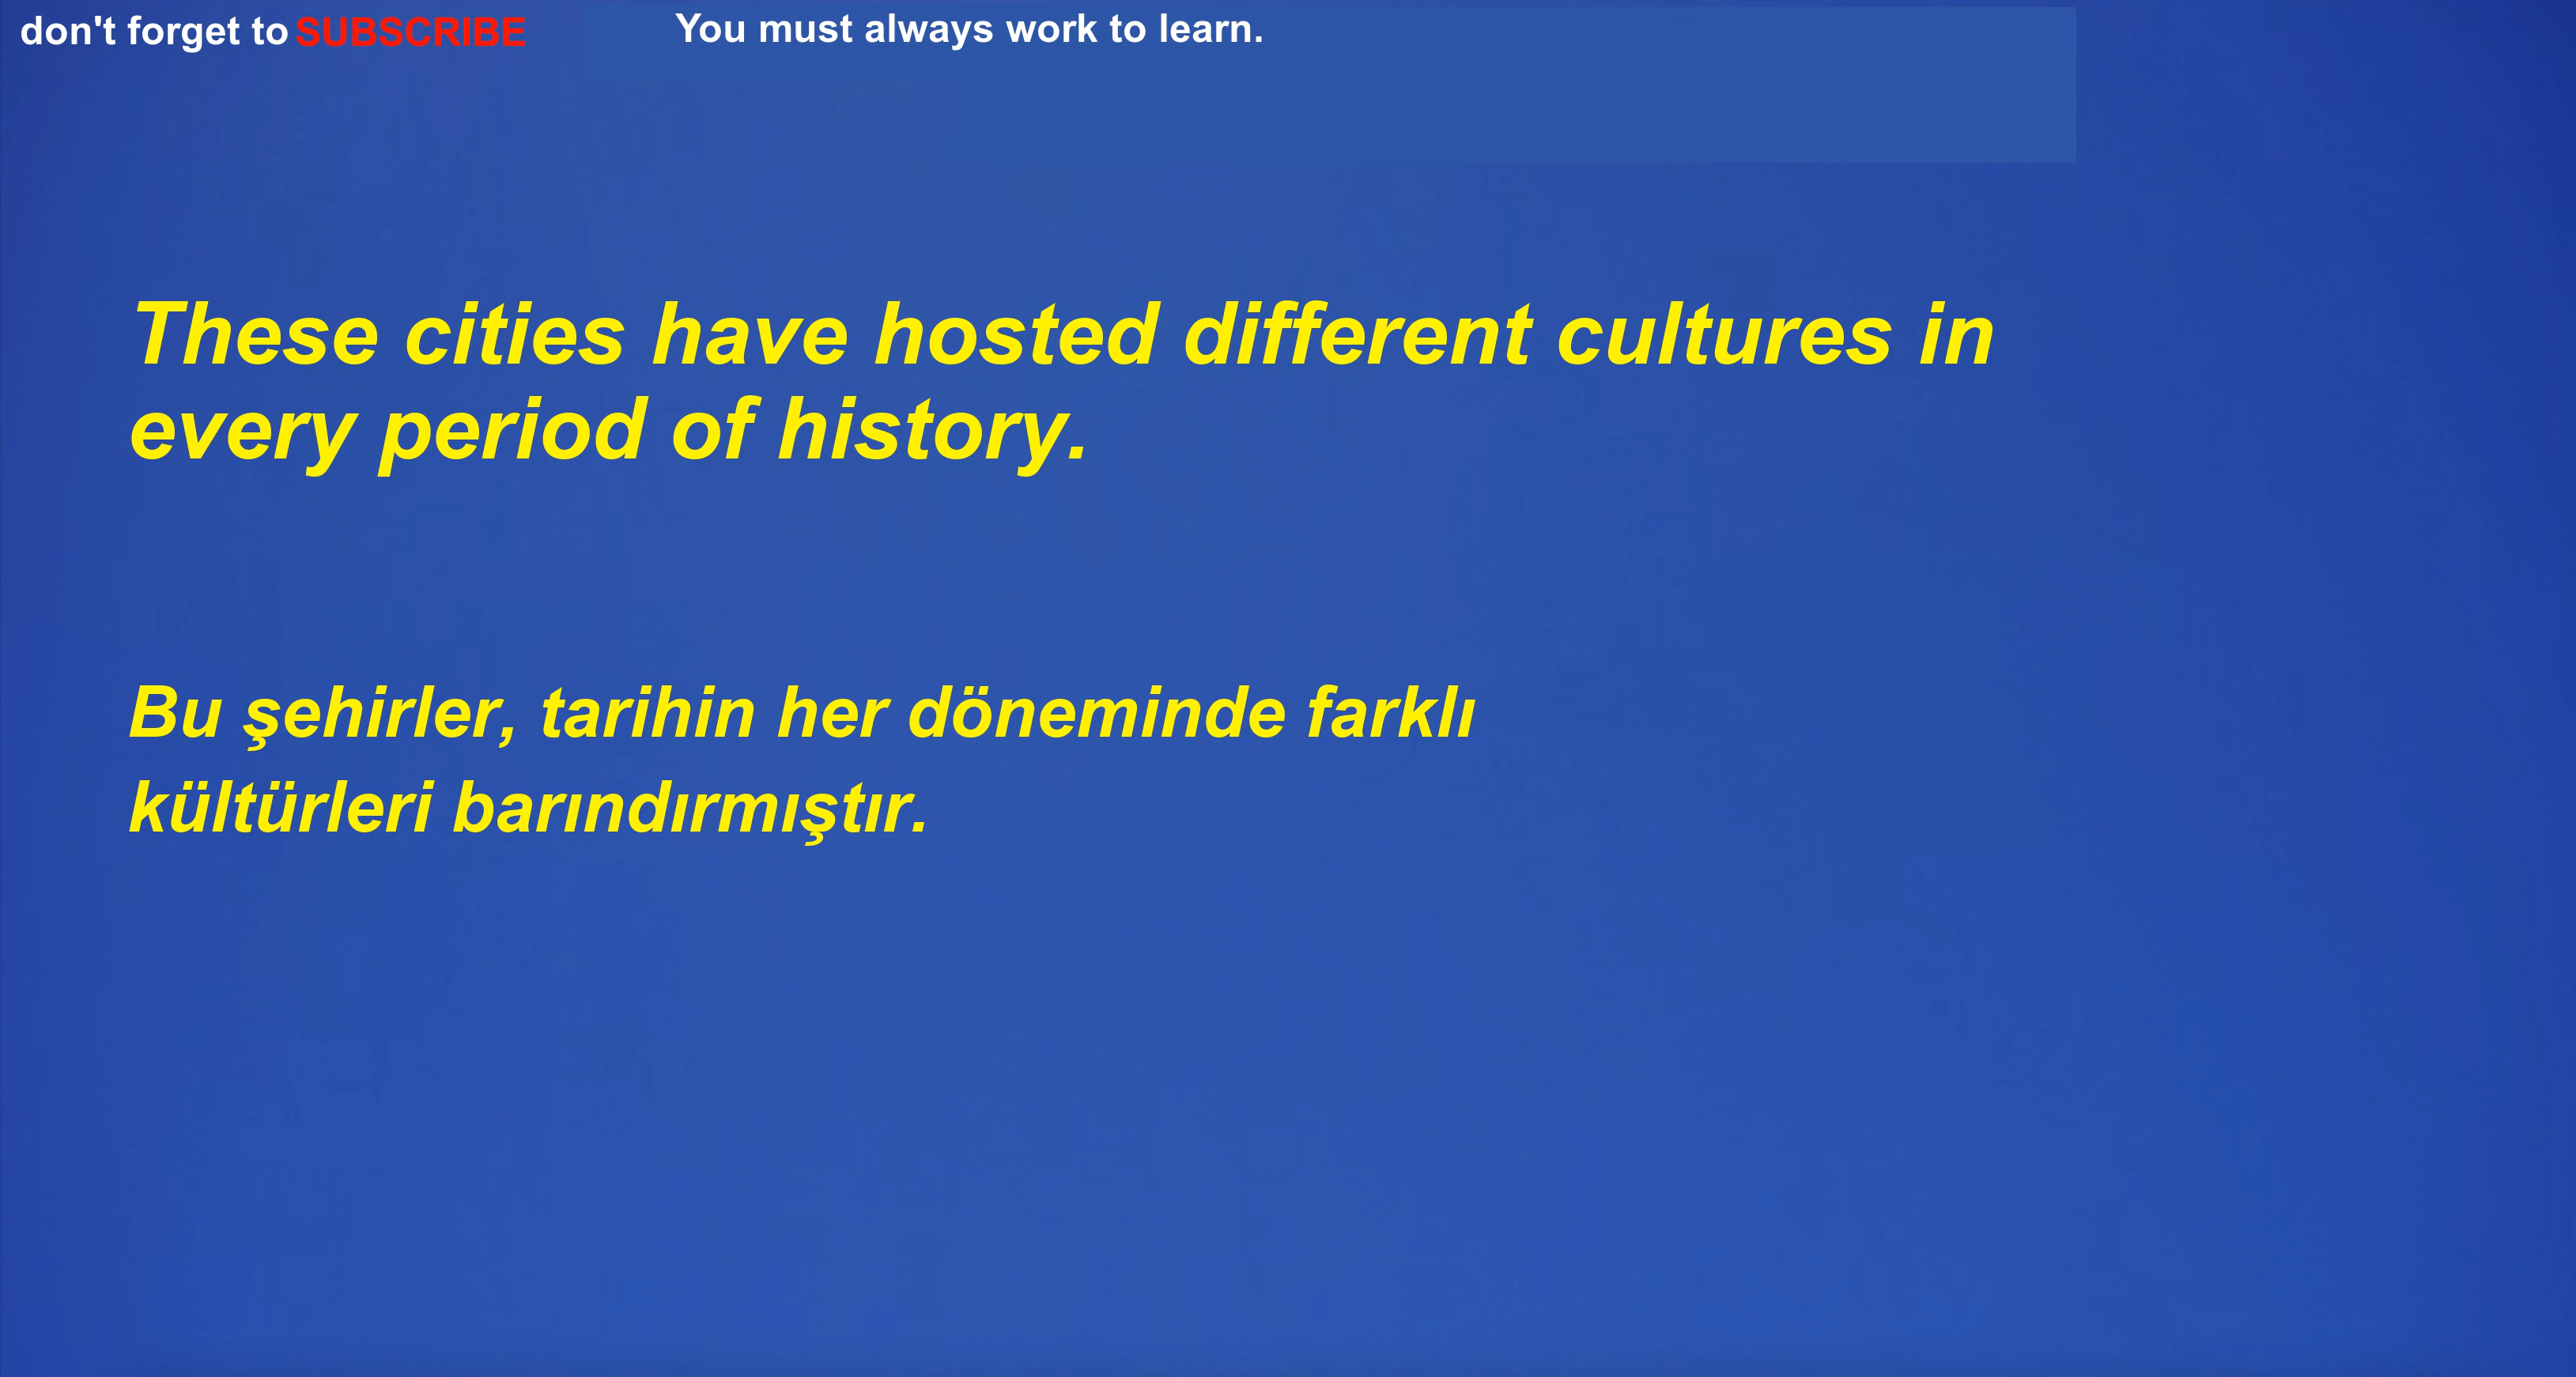 don't forget to SUBSCRIBE
You must always work to learn.
These cities have hosted different cultures in
every period of history.
Bu şehirler, tarihin her döneminde farklı
kültürleri barındırmıştır.